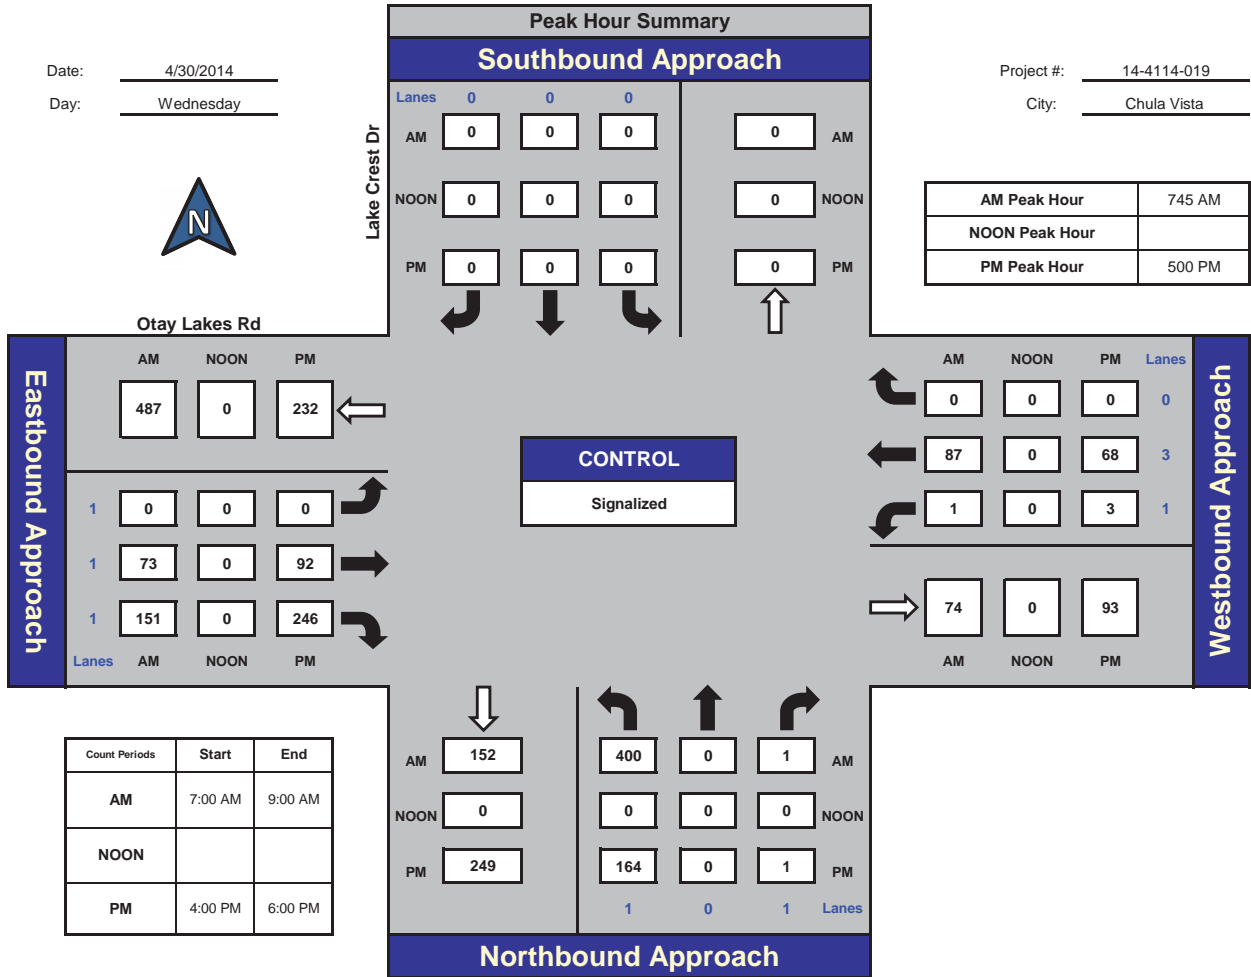 Peak Hour Summary
Southbound Approach
Date: 4/30/2014
Day: Wednesday
Project #: 14-4114-019
City: Chula Vista
N
Lake Crest Dr
Lanes 0 0 0
AM 0 0 0 0 AM
NOON 0 0 0 0 NOON
PM 0 0 0 0 PM
AM Peak Hour 745 AM
NOON Peak Hour
PM Peak Hour 500 PM
Otay Lakes Rd
Eastbound Approach
AM NOON PM
487 0 232
1 0 0 0
1 73 0 92
1 151 0 246
Lanes AM NOON PM
CONTROL
Signalized
AM NOON PM Lanes
0 0 0 0
87 0 68 3
1 0 3 1
74 0 93
AM NOON PM
Westbound Approach
Count Periods Start End
AM 7:00 AM 9:00 AM
NOON
PM 4:00 PM 6:00 PM
AM 152 400 0 1 AM
NOON 0 0 0 0 NOON
PM 249 164 0 1 PM
1 0 1 Lanes
Northbound Approach